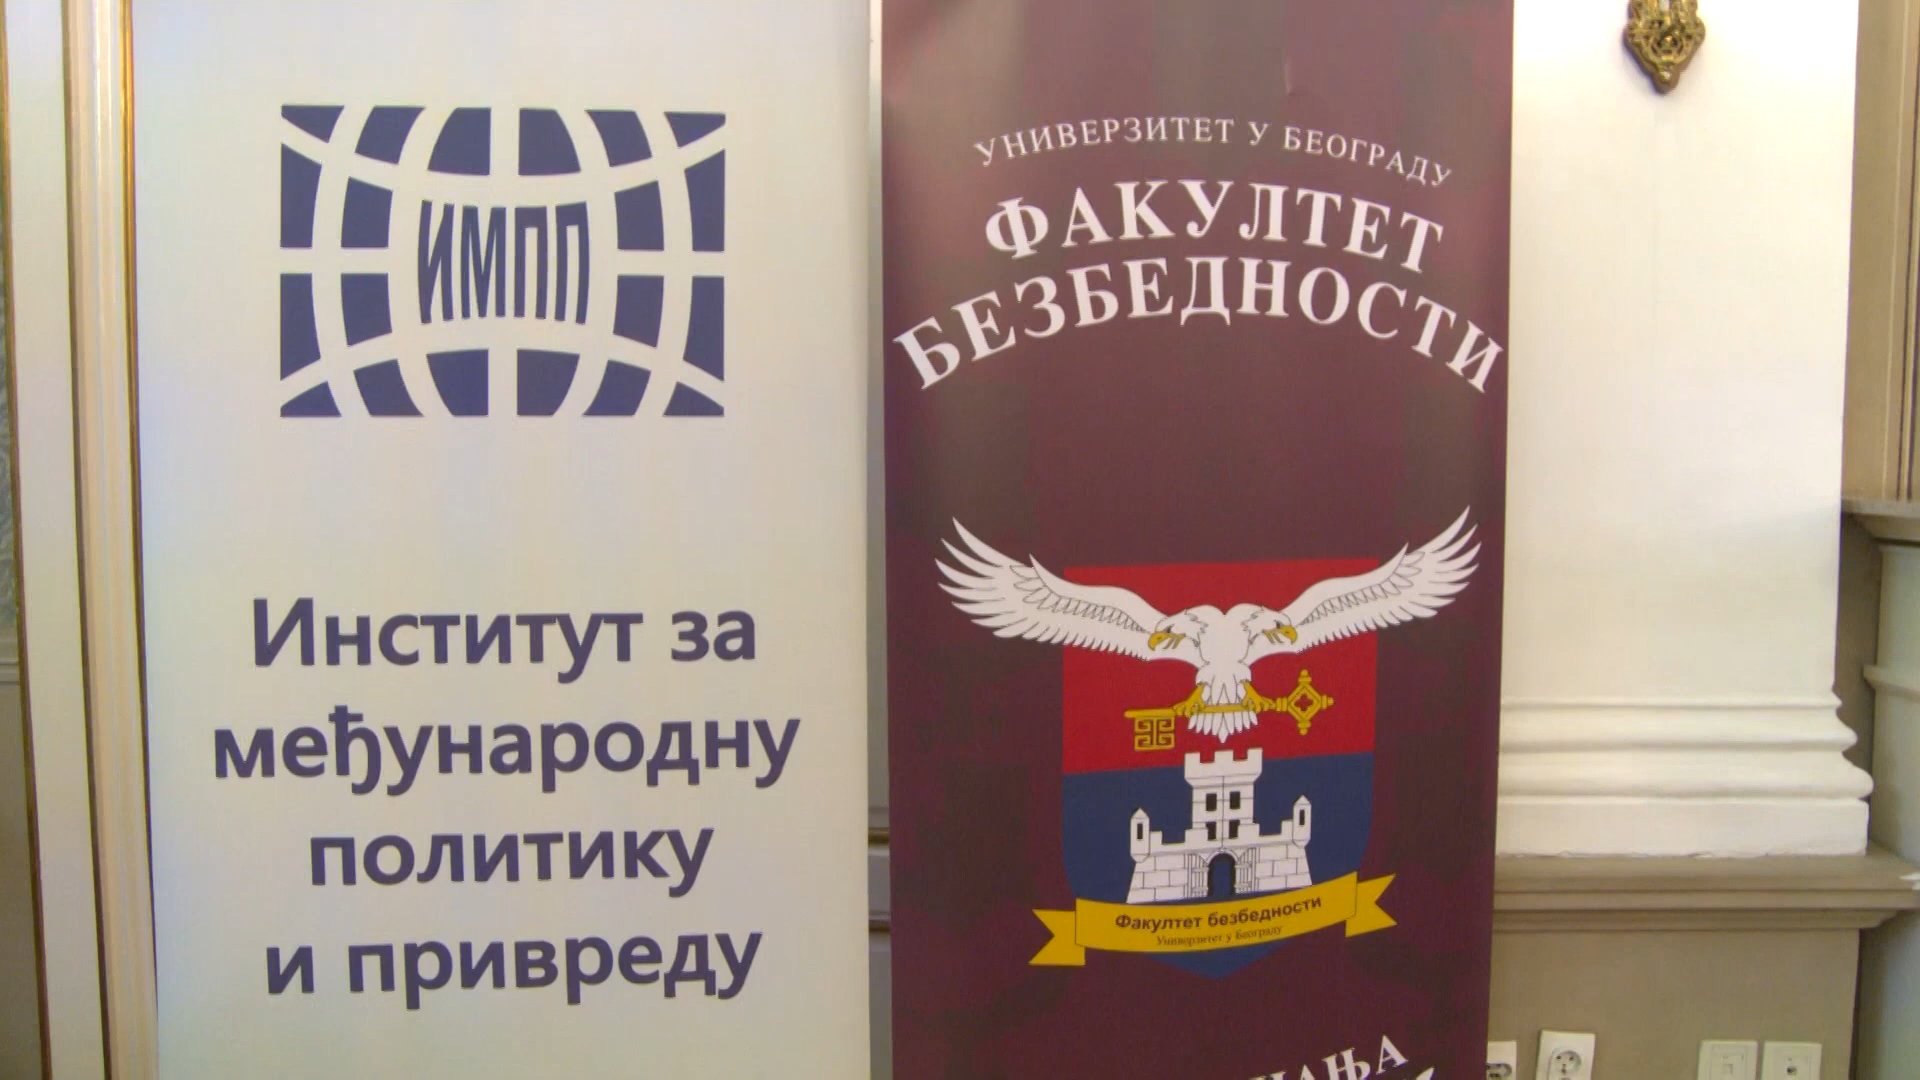 ИМПП
Институт за
међународну
политику
и привреду
УНИВЕРЗИТЕТ У БЕОГРАДУ
ФАКУЛТЕТ
БЕЗБЕДНОСТИ
Факултет безбедности
Универзитет у Београду